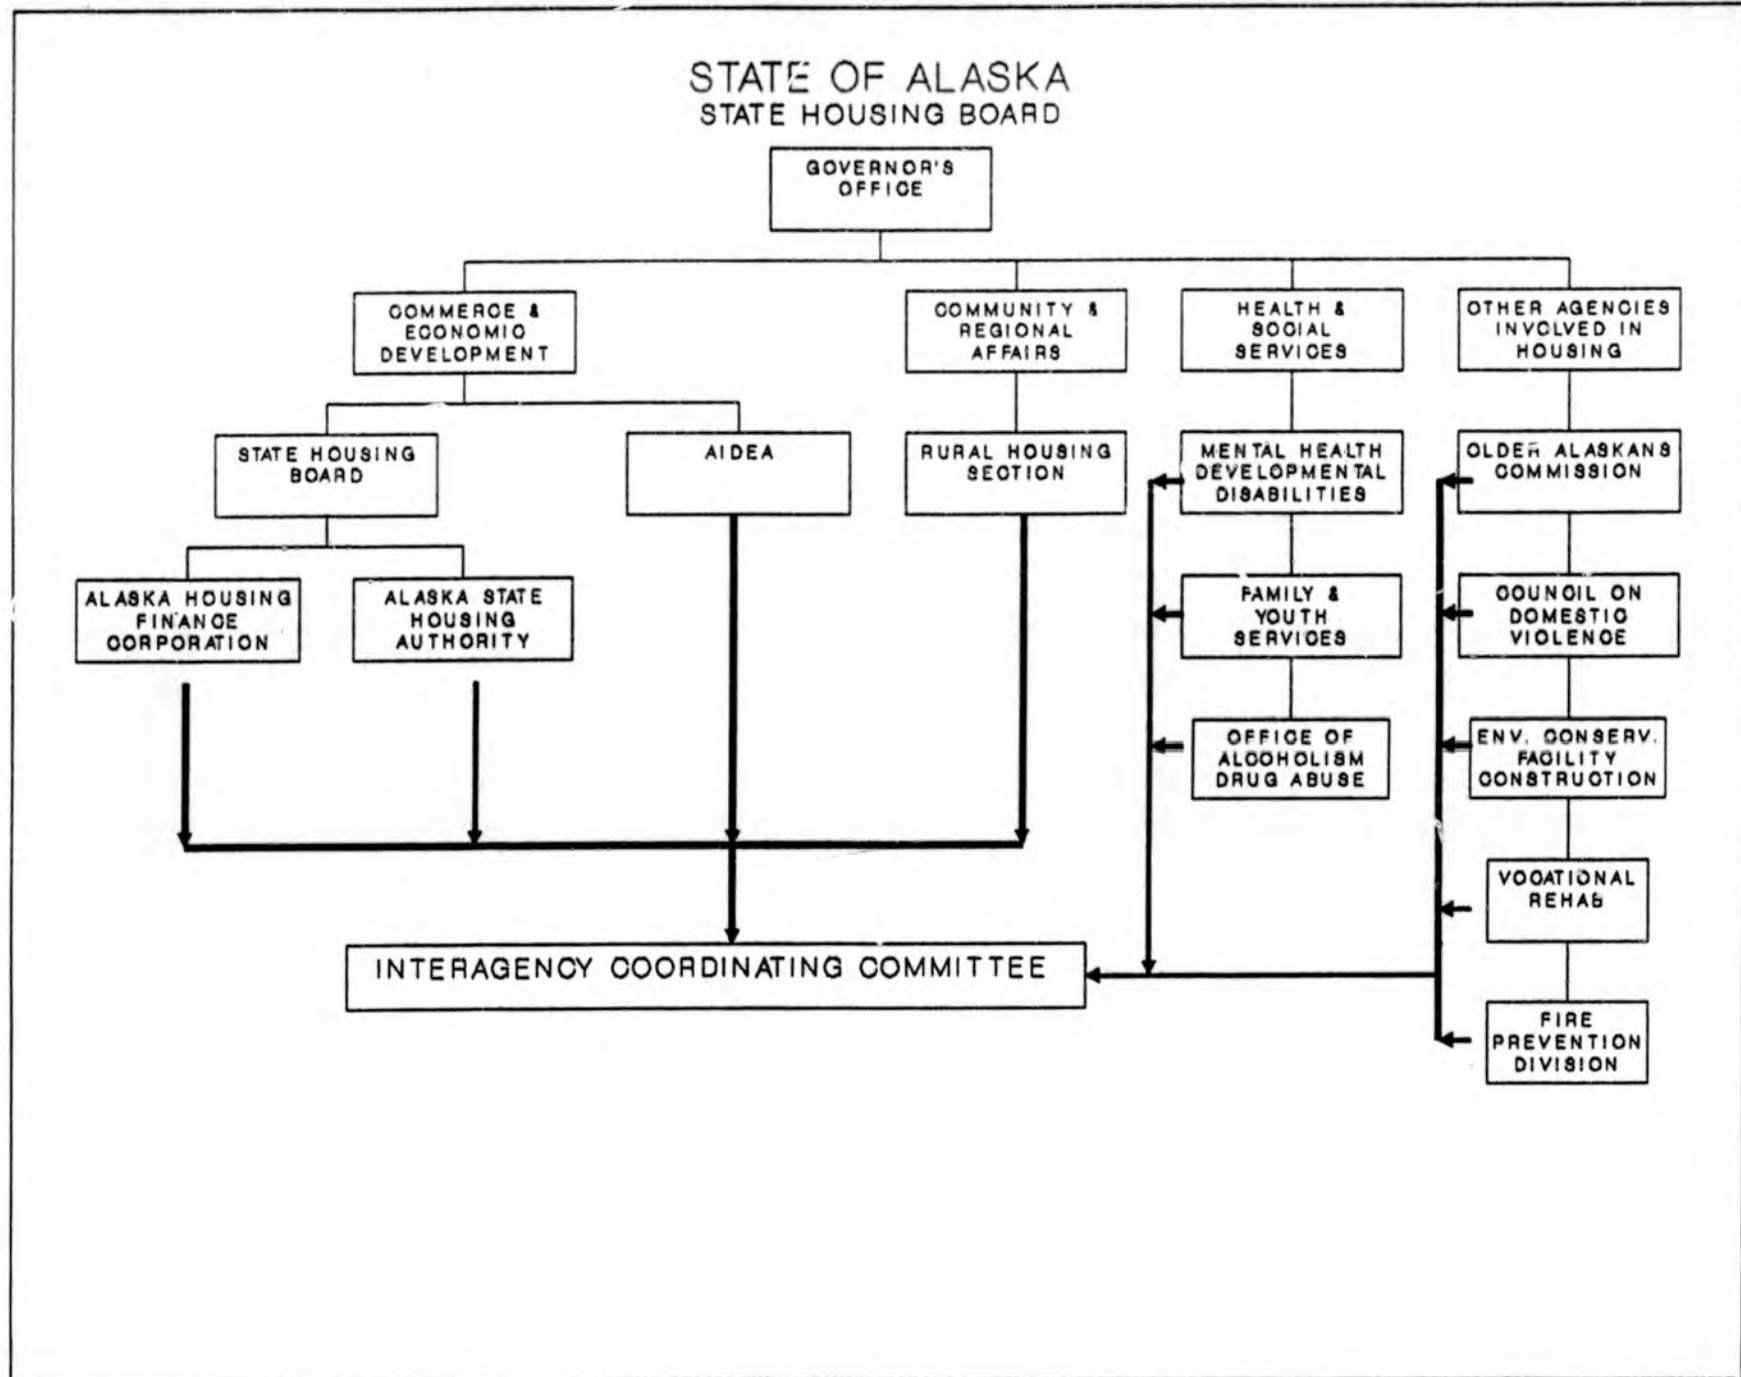 STATE OF ALASKA
STATE HOUSING BOARD
GOVERNOR'S
OFFICE
COMMERCE &
ECONOMIC
DEVELOPMENT
COMMUNITY &
REGIONAL
AFFAIRS
HEALTH &
SOCIAL
SERVICES
OTHER AGENCIES
INVOLVED IN
HOUSING
STATE HOUSING
BOARD
AIDEA
RURAL HOUSING
SECTION
MENTAL HEALTH
DEVELOPMENTAL
DISABILITIES
OLDER ALASKANS
COMMISSION
ALASKA HOUSING
FINANCE
CORPORATION
ALASKA STATE
HOUSING
AUTHORITY
FAMILY &
YOUTH
SERVICES
COUNCIL ON
DOMESTIC
VIOLENCE
OFFICE OF
ALCOHOLISM
DRUG ABUSE
ENV. CONSERV.
FACILITY
CONSTRUCTION
VOCATIONAL
REHAB
INTERAGENCY COORDINATING COMMITTEE
FIRE
PREVENTION
DIVISION